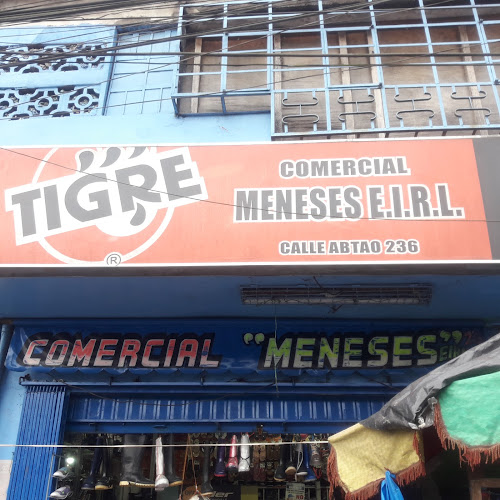 TIGRE
®
COMERCIAL
MENESES E.I.R.L.
CALLE ABTAO 236
COMERCIAL "MENESES"